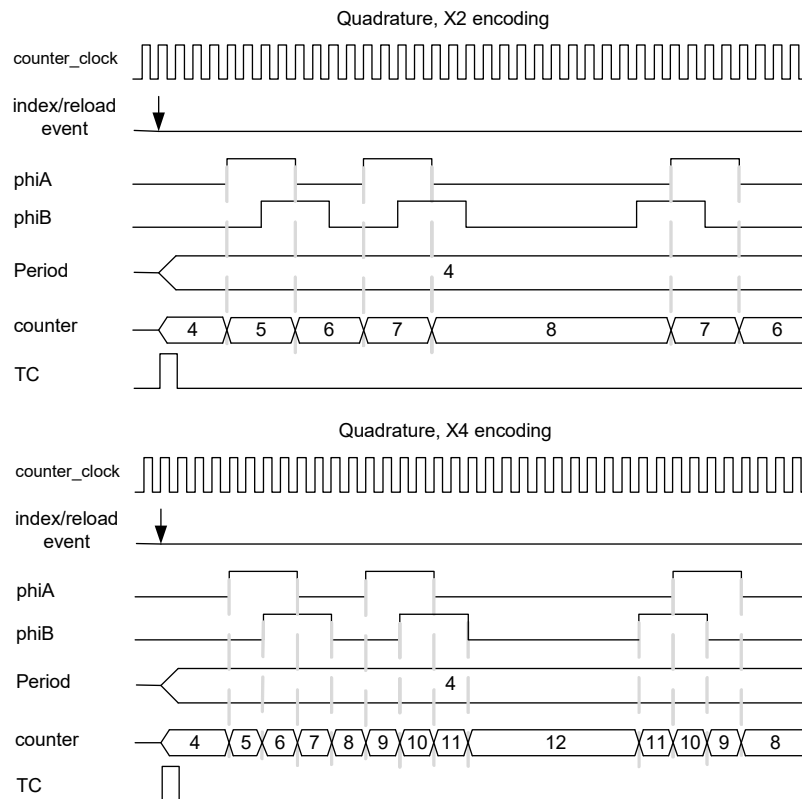 Quadrature, X2 encoding
counter_clock
index/reload
event
phiA
phiB
Period
4
counter
4 5 6 7 8 7 6
TC
Quadrature, X4 encoding
counter_clock
index/reload
event
phiA
phiB
Period
4
counter
4 5 6 7 8 9 10 11 12 11 10 9 8
TC